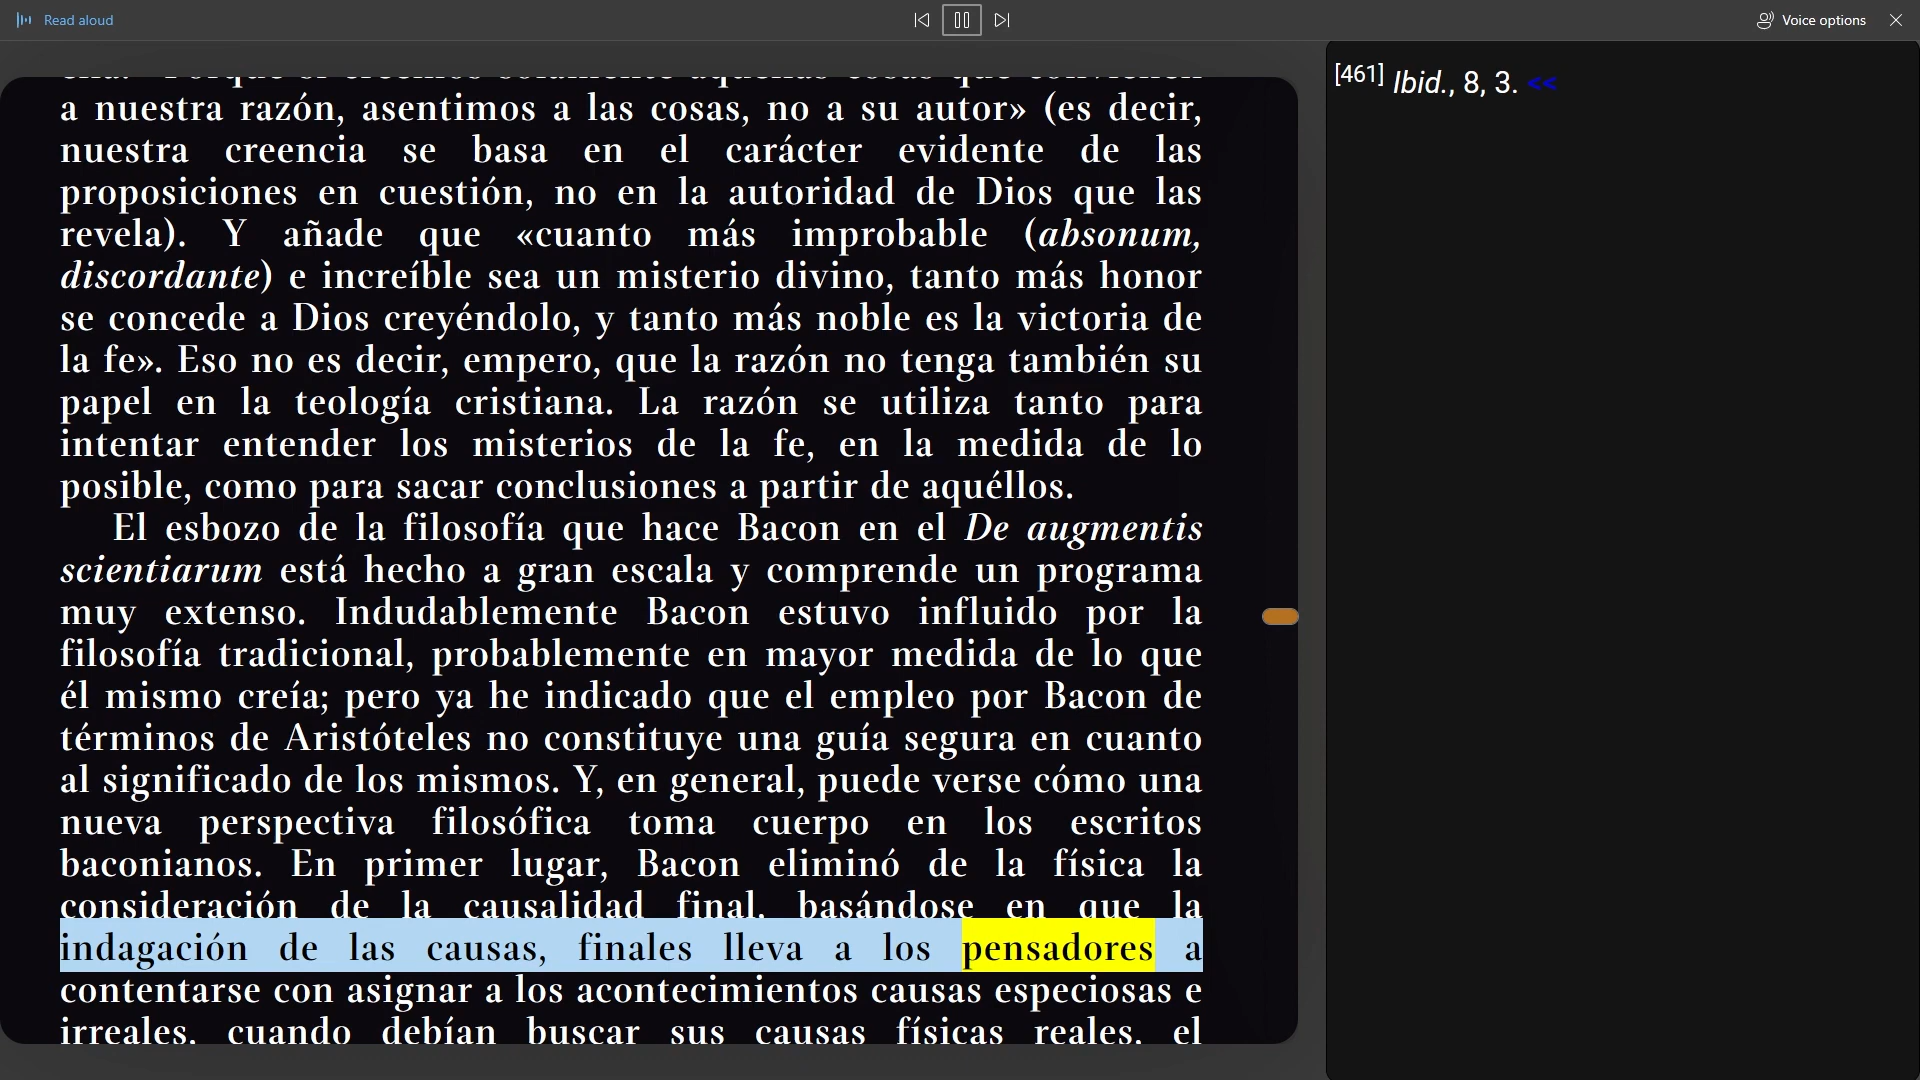 Read aloud
Voice options
ella. Porque si creemos solamente aquellas cosas que convienen
a nuestra razón, asentimos a las cosas, no a su autor» (es decir,
nuestra creencia se basa en el carácter evidente de las
proposiciones en cuestión, no en la autoridad de Dios que las
revela). Y añade que «cuanto más improbable (absonum,
discordante) e increíble sea un misterio divino, tanto más honor
se concede a Dios creyéndolo, y tanto más noble es la victoria de
la fe». Eso no es decir, empero, que la razón no tenga también su
papel en la teología cristiana. La razón se utiliza tanto para
intentar entender los misterios de la fe, en la medida de lo
posible, como para sacar conclusiones a partir de aquéllos.
El esbozo de la filosofía que hace Bacon en el De augmentis
scientiarum está hecho a gran escala y comprende un programa
muy extenso. Indudablemente Bacon estuvo influido por la
filosofía tradicional, probablemente en mayor medida de lo que
él mismo creía; pero ya he indicado que el empleo por Bacon de
términos de Aristóteles no constituye una guía segura en cuanto
al significado de los mismos. Y, en general, puede verse cómo una
nueva perspectiva filosófica toma cuerpo en los escritos
baconianos. En primer lugar, Bacon eliminó de la física la
consideración de la causalidad final, basándose en que la
indagación de las causas, finales lleva a los pensadores a
contentarse con asignar a los acontecimientos causas especiosas e
irreales, cuando debían buscar sus causas físicas reales, el
[461] Ibid., 8, 3. <<